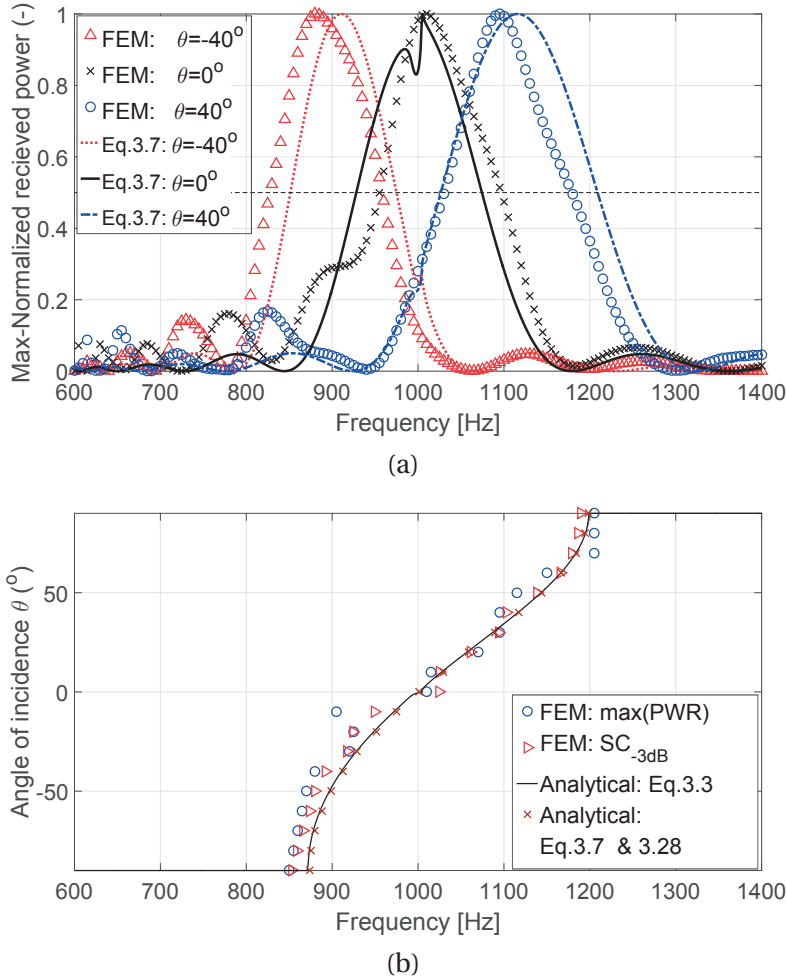 Max-Normalized recieved power (-)
1
0.8
0.6
0.4
0.2
0
FEM: θ=-40°
FEM: θ=0°
FEM: θ=40°
Eq.3.7: θ=-40°
Eq.3.7: θ=0°
Eq.3.7: θ=40°
600 700 800 900 1000 1100 1200 1300 1400
Frequency [Hz]
(a)
Angle of incidence θ (°)
50
0
-50
FEM: max(PWR)
FEM: SC-3dB
Analytical: Eq.3.3
Analytical:
Eq.3.7 & 3.28
600 700 800 900 1000 1100 1200 1300 1400
Frequency [Hz]
(b)